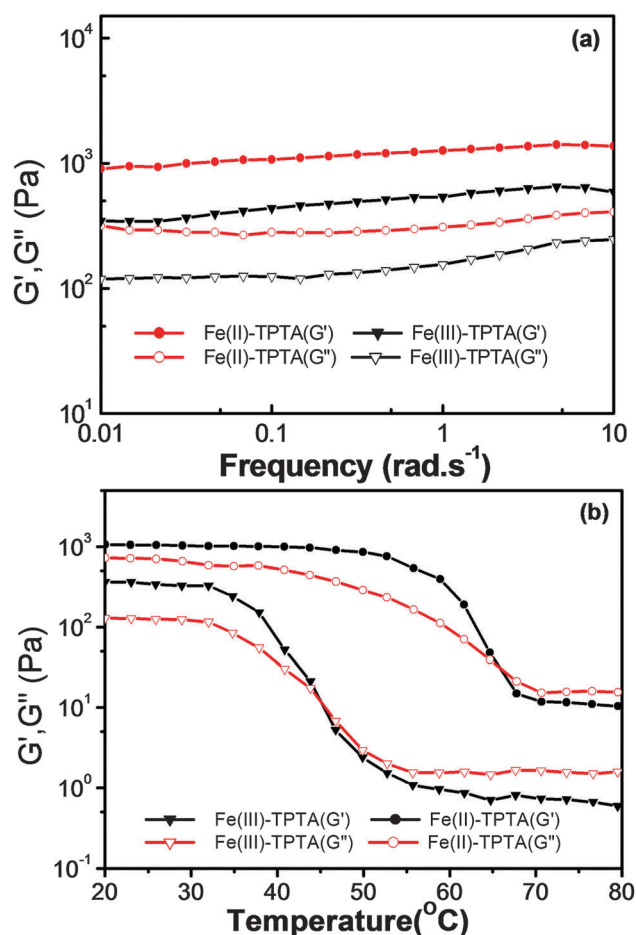 (a)
10⁴
10³
10²
10¹
G',G" (Pa)
Fe(II)-TPTA(G') Fe(III)-TPTA(G')
Fe(II)-TPTA(G") Fe(III)-TPTA(G")
0.01 0.1 1 10
Frequency (rad.s⁻¹)
(b)
10³
10²
10¹
10⁰
10⁻¹
G',G" (Pa)
Fe(III)-TPTA(G') Fe(II)-TPTA(G')
Fe(III)-TPTA(G") Fe(II)-TPTA(G")
20 30 40 50 60 70 80
Temperature(⁰C)